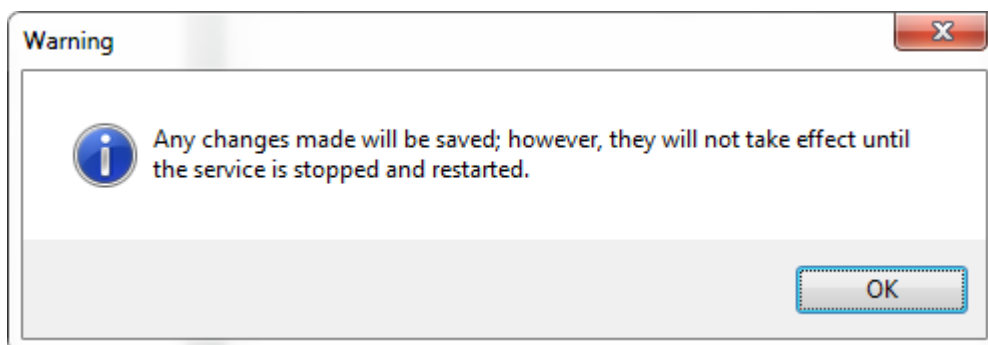 Warning
Any changes made will be saved; however, they will not take effect until
the service is stopped and restarted.
OK